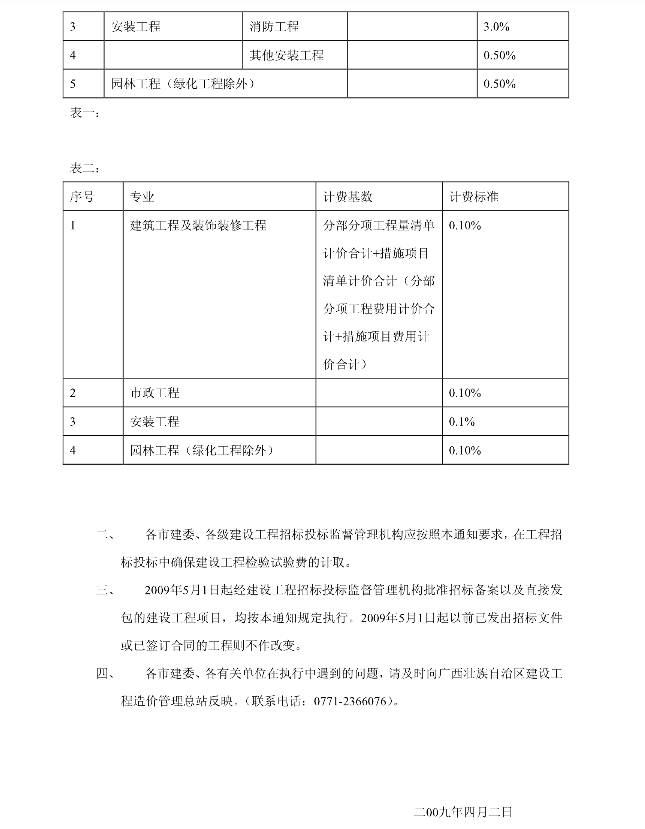 3 安装工程 消防工程 3.0%
4 其他安装工程 0.50%
5 园林工程（绿化工程除外） 0.50%
表一：
表二：
序号 专业 计费基数 计费标准
1 建筑工程及装饰装修工程 分部分项工程量清单 0.10%
计价合计+措施项目
清单计价合计（分部
分项工程费用计价合
计+措施项目费用计
价合计）
2 市政工程 0.10%
3 安装工程 0.1%
4 园林工程（绿化工程除外） 0.10%
二、 各市建委、各级建设工程招标投标监督管理机构应按照本通知要求，在工程招
标投标中确保建设工程检验试验费的计取。
三、 2009年5月1日起经建设工程招标投标监督管理机构批准招标备案以及直接发
包的建设工程项目，均按本通知规定执行。2009年5月1日起以前已发出招标文件
或已签订合同的工程则不作改变。
四、 各市建委、各有关单位在执行中遇到的问题，请及时向广西壮族自治区建设工
程造价管理总站反映。（联系电话：0771-2366076）。
二00九年四月二日